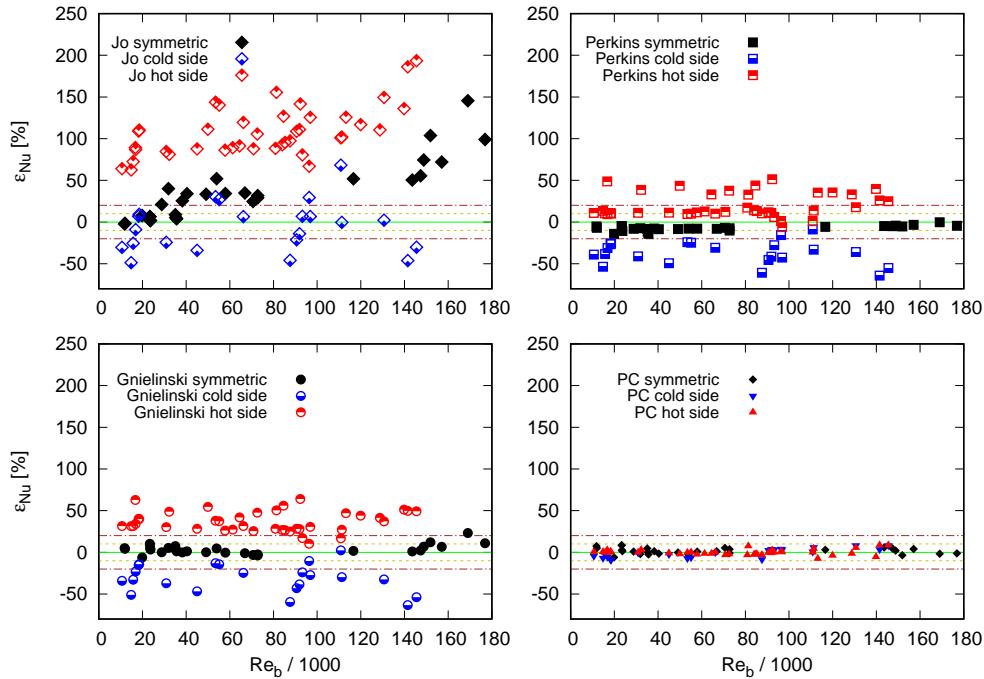 250
200
150
100
50
0
-50
0 20 40 60 80 100 120 140 160 180
εNu [%]
Jo symmetric
Jo cold side
Jo hot side
250
200
150
100
50
0
-50
0 20 40 60 80 100 120 140 160 180
Perkins symmetric
Perkins cold side
Perkins hot side
250
200
150
100
50
0
-50
0 20 40 60 80 100 120 140 160 180
εNu [%]
Reb / 1000
Gnielinski symmetric
Gnielinski cold side
Gnielinski hot side
250
200
150
100
50
0
-50
0 20 40 60 80 100 120 140 160 180
Reb / 1000
PC symmetric
PC cold side
PC hot side